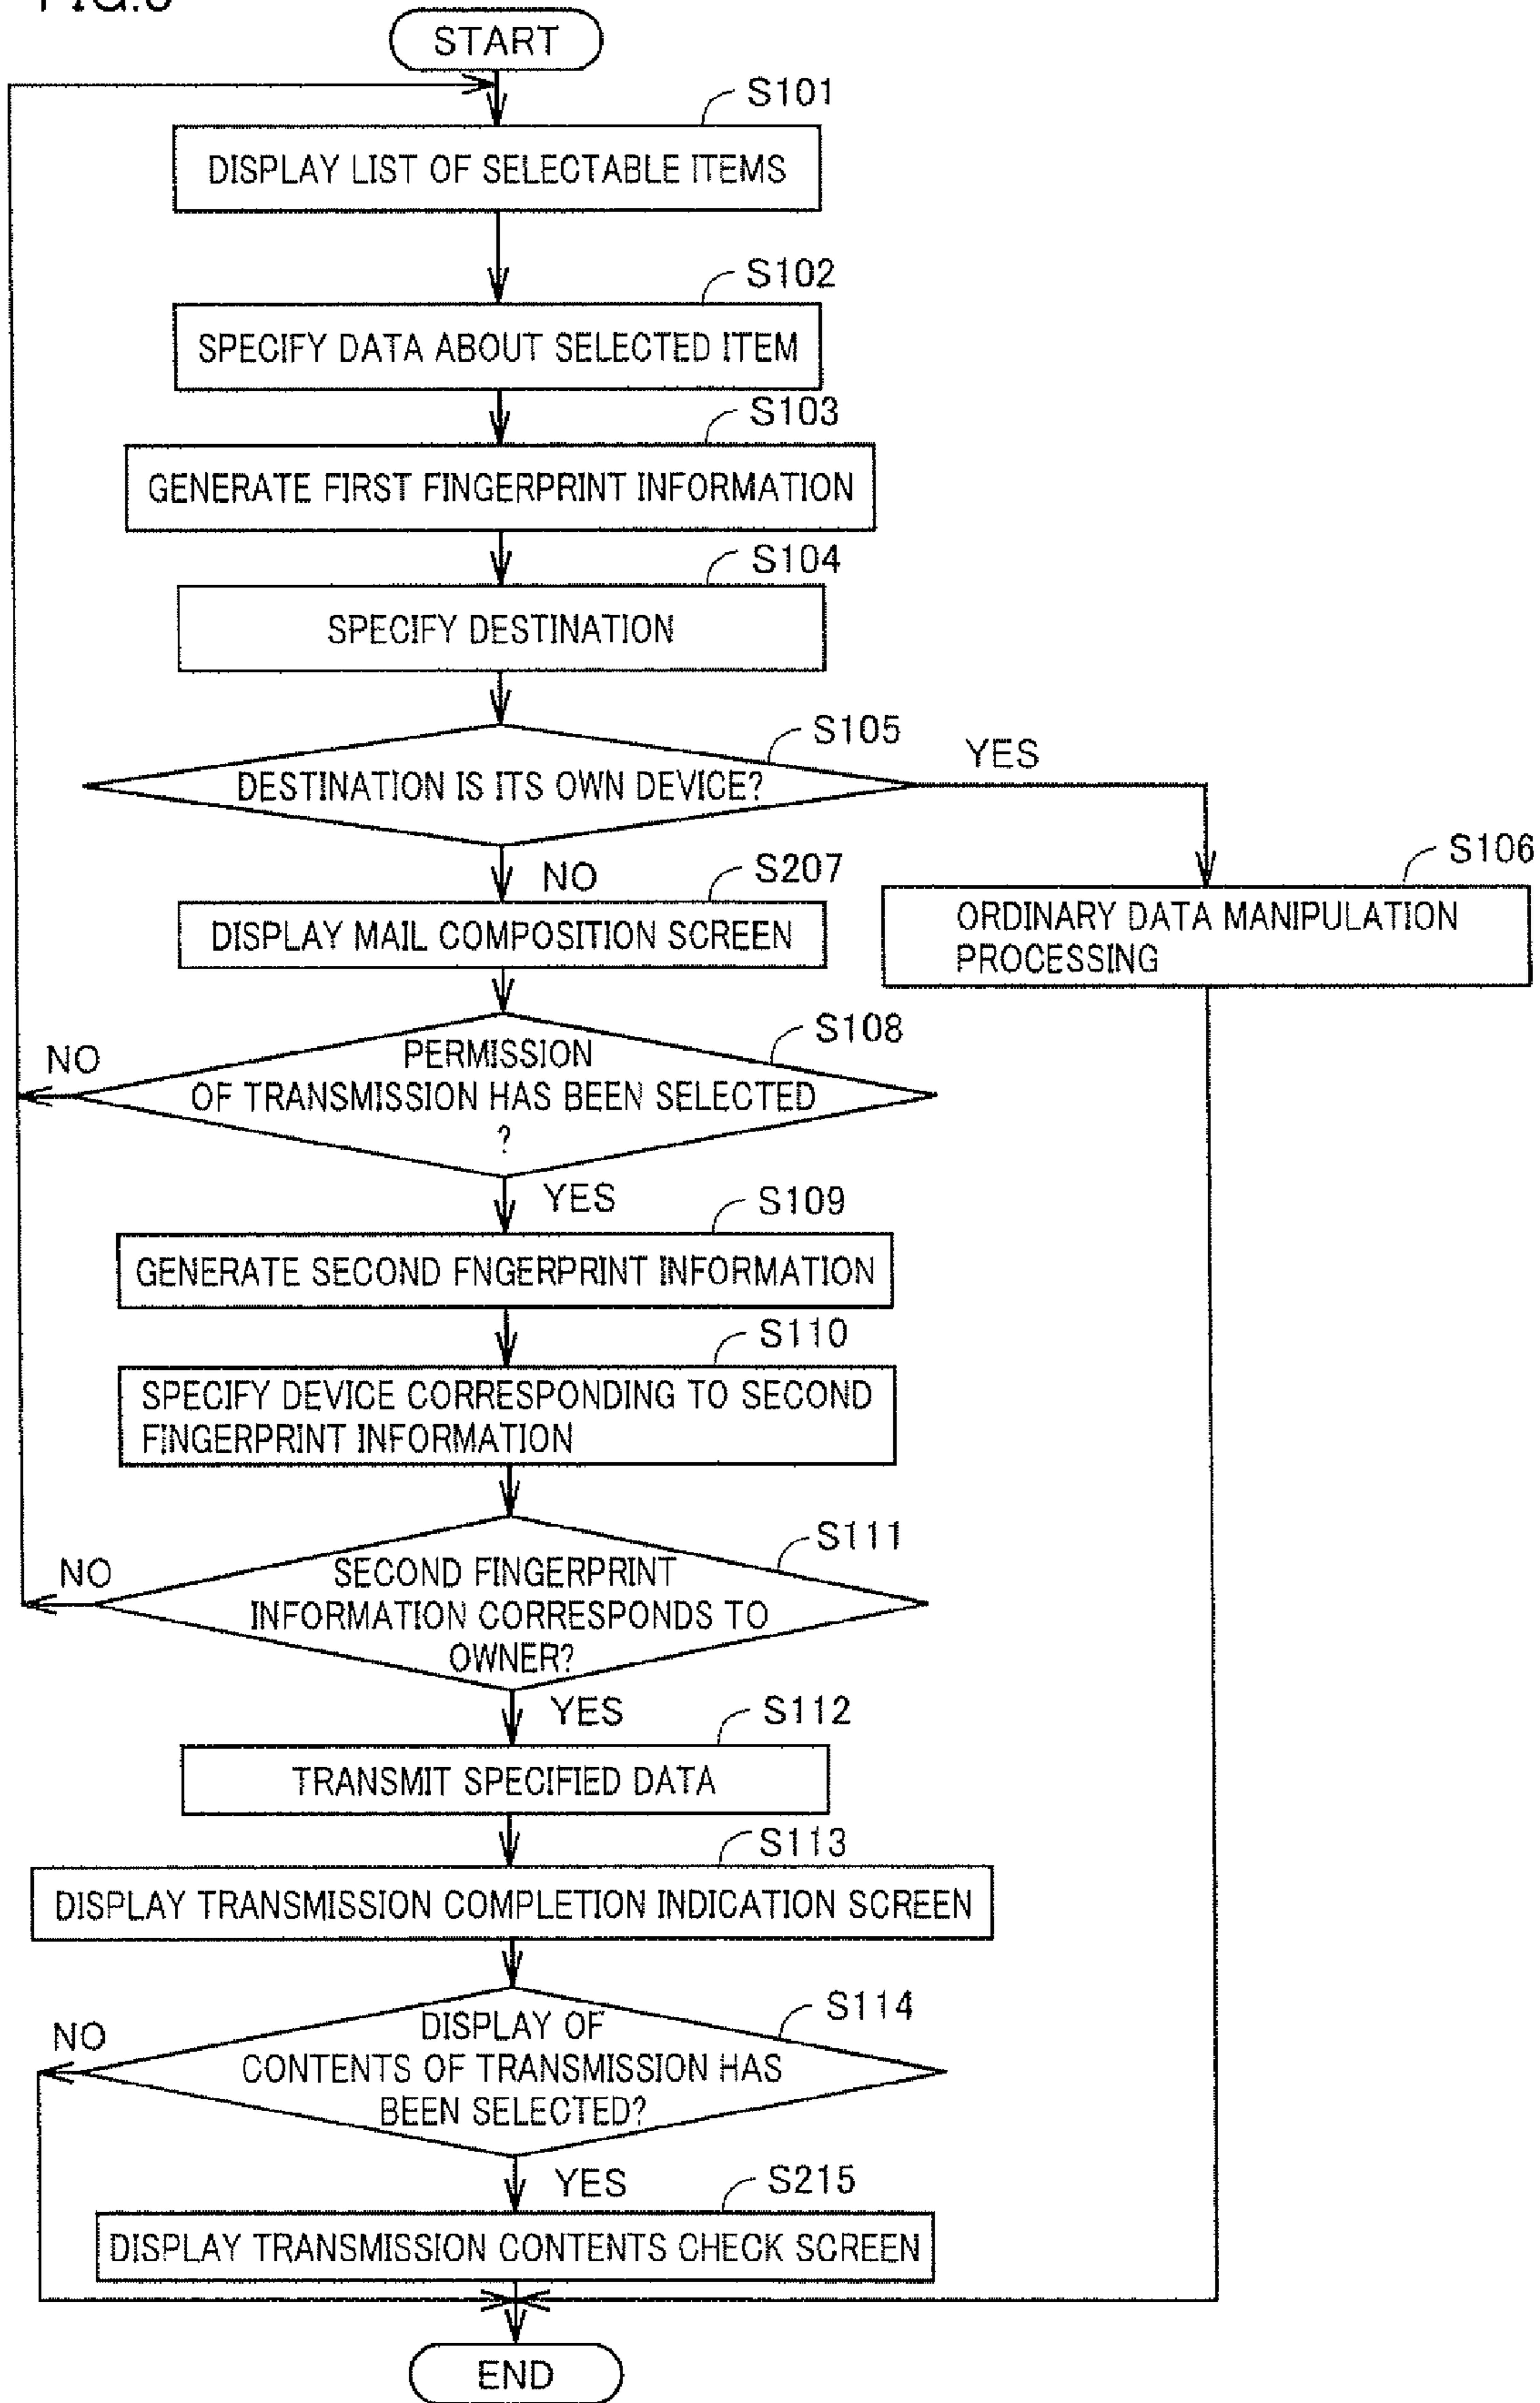 START
S101
DISPLAY LIST OF SELECTABLE ITEMS
S102
SPECIFY DATA ABOUT SELECTED ITEM
S103
GENERATE FIRST FINGERPRINT INFORMATION
S104
SPECIFY DESTINATION
S105
DESTINATION IS ITS OWN DEVICE?
YES
S106
ORDINARY DATA MANIPULATION
PROCESSING
NO
S207
DISPLAY MAIL COMPOSITION SCREEN
S108
NO
PERMISSION
OF TRANSMISSION HAS BEEN SELECTED
?
YES
S109
GENERATE SECOND FNGERPRINT INFORMATION
S110
SPECIFY DEVICE CORRESPONDING TO SECOND
FINGERPRINT INFORMATION
S111
NO
SECOND FINGERPRINT
INFORMATION CORRESPONDS TO
OWNER?
YES
S112
TRANSMIT SPECIFIED DATA
S113
DISPLAY TRANSMISSION COMPLETION INDICATION SCREEN
S114
NO
DISPLAY OF
CONTENTS OF TRANSMISSION HAS
BEEN SELECTED?
YES
S215
DISPLAY TRANSMISSION CONTENTS CHECK SCREEN
END